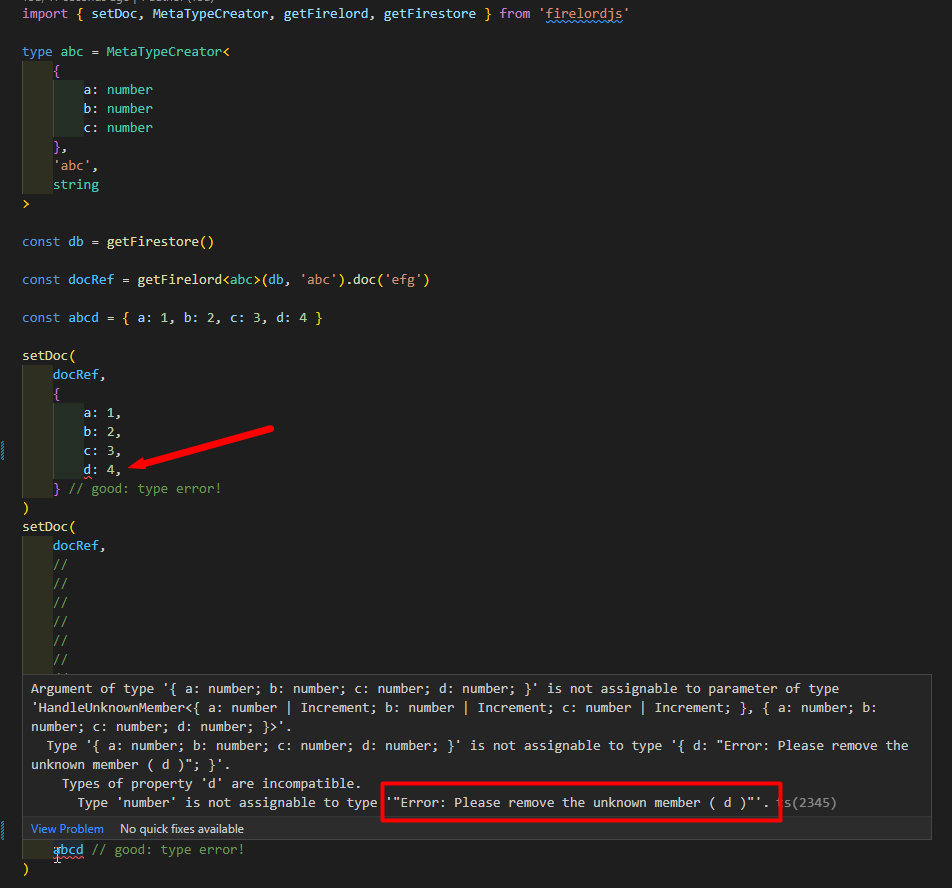 import { setDoc, MetaTypeCreator, getFirelord, getFirestore } from 'firelordjs'
type abc = MetaTypeCreator<
{
a: number
b: number
c: number
},
'abc',
string
>
const db = getFirestore()
const docRef = getFirelord<abc>(db, 'abc').doc('efg')
const abcd = { a: 1, b: 2, c: 3, d: 4 }
setDoc(
docRef,
{
a: 1,
b: 2,
c: 3,
d: 4,
} // good: type error!
)
setDoc(
docRef,
//
//
//
//
//
//
Argument of type '{ a: number; b: number; c: number; d: number; }' is not assignable to parameter of type
'HandleUnknownMember<{ a: number | Increment; b: number | Increment; c: number | Increment; }, { a: number; b:
number; c: number; d: number; }>'.
Type '{ a: number; b: number; c: number; d: number; }' is not assignable to type '{ d: "Error: Please remove the
unknown member ( d )"; }'.
Types of property 'd' are incompatible.
Type 'number' is not assignable to type '"Error: Please remove the unknown member ( d )"'. ts(2345)
View Problem No quick fixes available
abcd // good: type error!
)